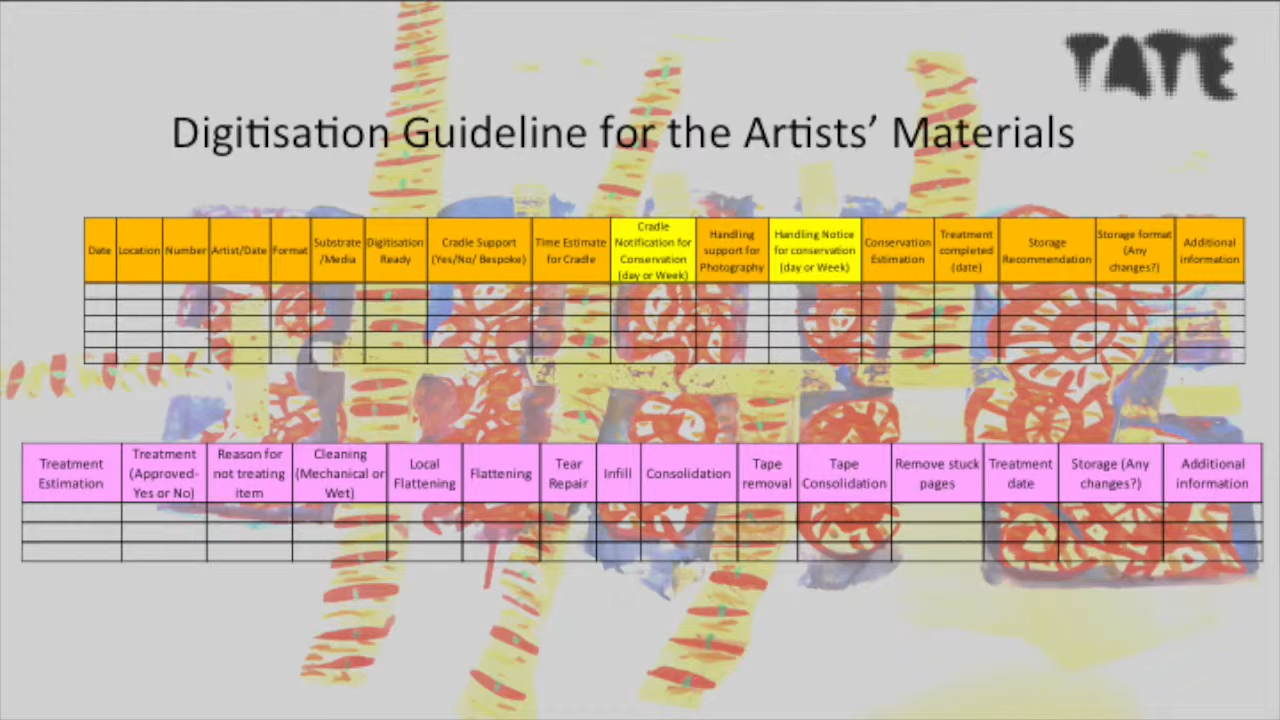 TATE
Digitisation Guideline for the Artists’ Materials
Date
Location
Number
Artist/Date
Format
Substrate
/Media
Digitisation
Ready
Cradle Support
(Yes/No/ Bespoke)
Time Estimate
for Cradle
Cradle
Notification for
Conservation
(day or Week)
Handling
support for
Photography
Handling Notice
for conservation
(day or Week)
Conservation
Estimation
Treatment
completed
(date)
Storage
Recommendation
Storage format
(Any
changes?)
Additional
information
Treatment
Estimation
Treatment
(Approved-
Yes or No)
Reason for
not treating
item
Cleaning
(Mechanical or
Wet)
Local
Flattening
Flattening
Tear
Repair
Infill
Consolidation
Tape
removal
Tape
Consolidation
Remove stuck
pages
Treatment
date
Storage (Any
changes?)
Additional
information